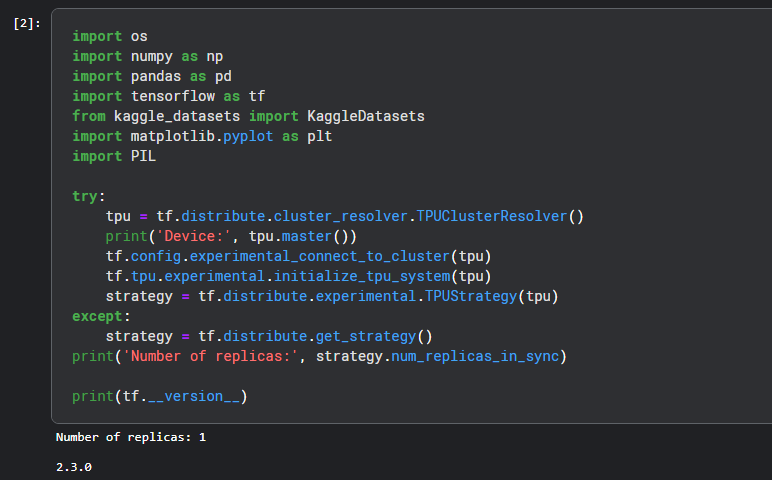 [2]:
import os
import numpy as np
import pandas as pd
import tensorflow as tf
from kaggle_datasets import KaggleDatasets
import matplotlib.pyplot as plt
import PIL

try:
    tpu = tf.distribute.cluster_resolver.TPUClusterResolver()
    print('Device:', tpu.master())
    tf.config.experimental_connect_to_cluster(tpu)
    tf.tpu.experimental.initialize_tpu_system(tpu)
    strategy = tf.distribute.experimental.TPUStrategy(tpu)
except:
    strategy = tf.distribute.get_strategy()
print('Number of replicas:', strategy.num_replicas_in_sync)

print(tf.__version__)
Number of replicas: 1
2.3.0